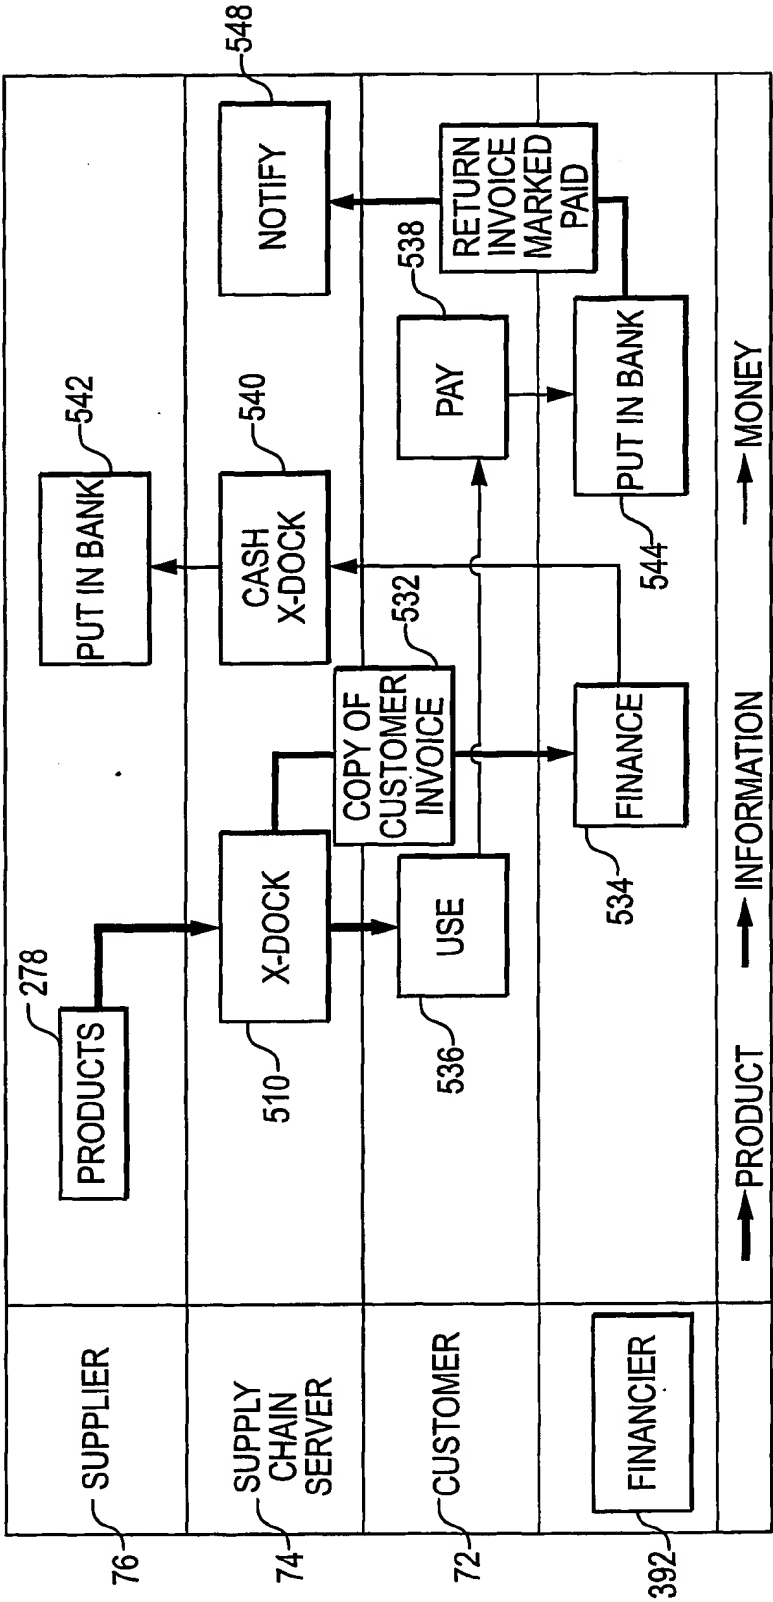 76
SUPPLIER
PRODUCTS
278
PUT IN BANK
542
74
SUPPLY
CHAIN
SERVER
510
X-DOCK
CASH
X-DOCK
540
NOTIFY
548
COPY OF
CUSTOMER
INVOICE
532
72
CUSTOMER
536
USE
PAY
538
RETURN
INVOICE
MARKED
PAID
392
FINANCIER
534
FINANCE
544
PUT IN BANK
PRODUCT
INFORMATION
MONEY